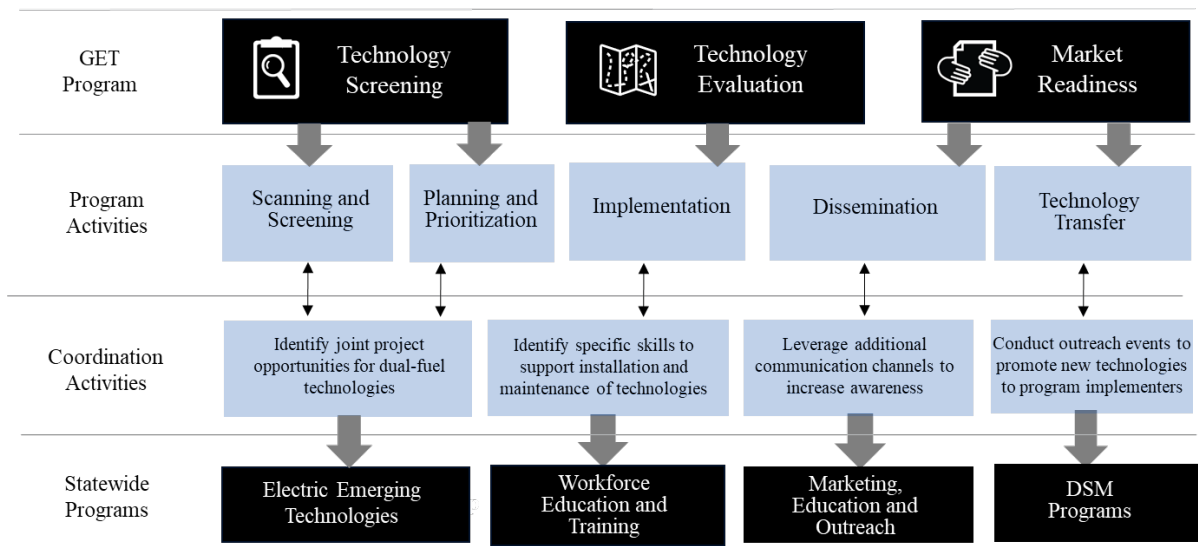 GET
Program
Technology
Screening
Technology
Evaluation
Market
Readiness
Program
Activities
Scanning and
Screening
Planning and
Prioritization
Implementation
Dissemination
Technology
Transfer
Coordination
Activities
Identify joint project
opportunities for dual-fuel
technologies
Identify specific skills to
support installation and
maintenance of technologies
Leverage additional
communication channels to
increase awareness
Conduct outreach events to
promote new technologies
to program implementers
Statewide
Programs
Electric Emerging
Technologies
Workforce
Education and
Training
Marketing,
Education and
Outreach
DSM
Programs